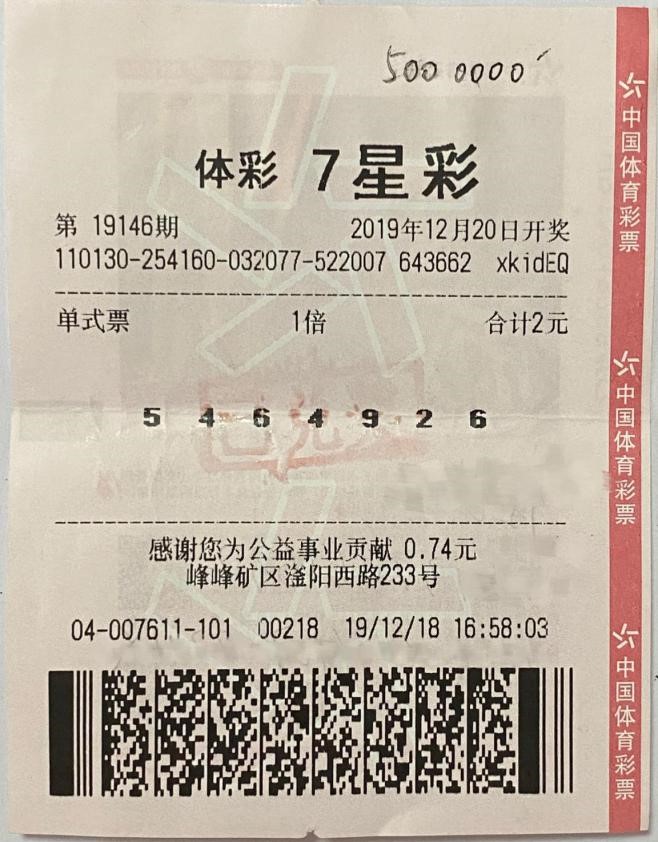 500 0000
体彩 7星彩
第 19146期 2019年12月20日开奖
110130-254160-032077-522007 643662 xkidEQ
单式票 1倍 合计2元
5 4 6 4 9 2 6
已兑
感谢您为公益事业贡献 0.74元
峰峰矿区滏阳西路233号
04-007611-101 00218 19/12/18 16:58:03
中国体育彩票
中国体育彩票
中国体育彩票